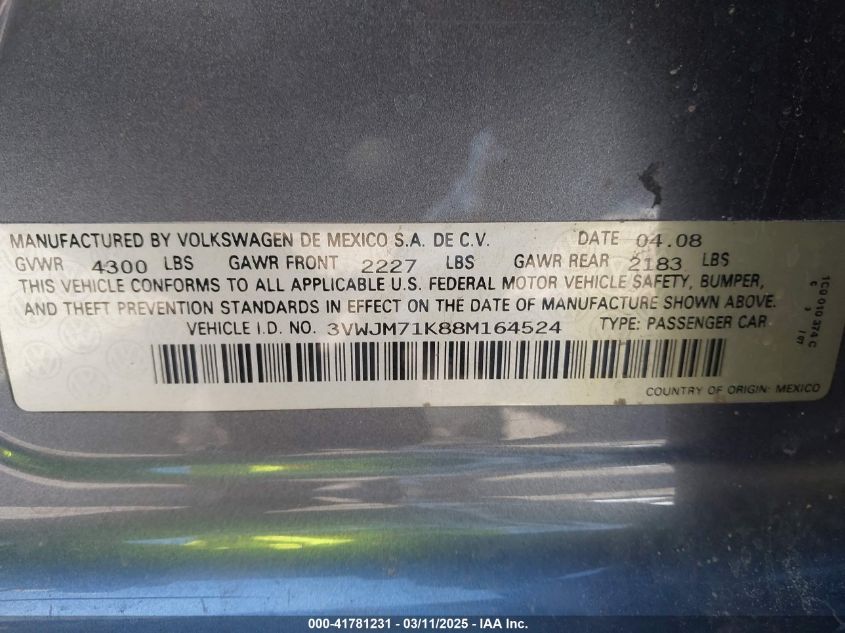 MANUFACTURED BY VOLKSWAGEN DE MEXICO S.A. DE C.V. DATE 04.08
GVWR 4300 LBS GAWR FRONT 2227 LBS GAWR REAR 2183 LBS
THIS VEHICLE CONFORMS TO ALL APPLICABLE U.S. FEDERAL MOTOR VEHICLE SAFETY, BUMPER,
AND THEFT PREVENTION STANDARDS IN EFFECT ON THE DATE OF MANUFACTURE SHOWN ABOVE.
VEHICLE I.D. NO. 3VWJM71K88M164524 TYPE: PASSENGER CAR
COUNTRY OF ORIGIN: MEXICO
1C0 010 374 C
000-41781231 - 03/11/2025 - IAA Inc.